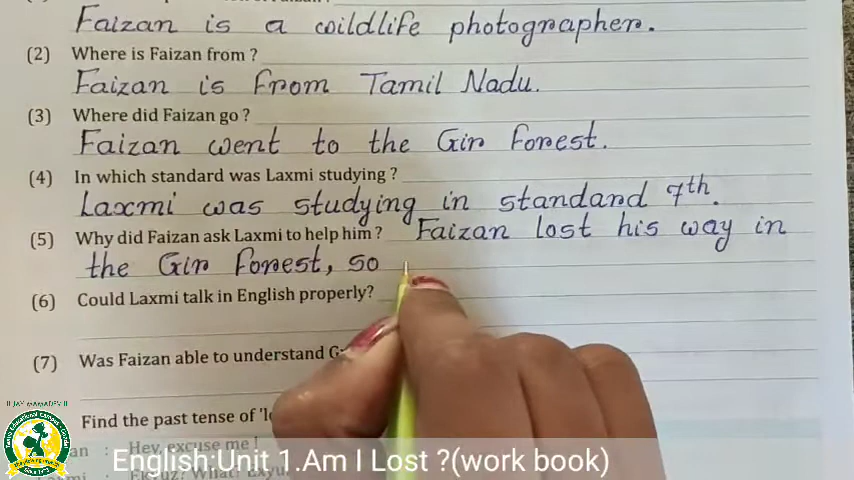 Faizan is a wildlife photographer.
(2) Where is Faizan from ?
Faizan is from Tamil Nadu.
(3) Where did Faizan go ?
Faizan went to the Gir forest.
(4) In which standard was Laxmi studying ?
Laxmi was studying in standard 7th.
(5) Why did Faizan ask Laxmi to help him ? Faizan lost his way in
the Gir forest, so
(6) Could Laxmi talk in English properly?
(7) Was Faizan able to understand
Find the past tense of
: Hey, excuse me !
English:Unit 1.Am I Lost ?(work book)